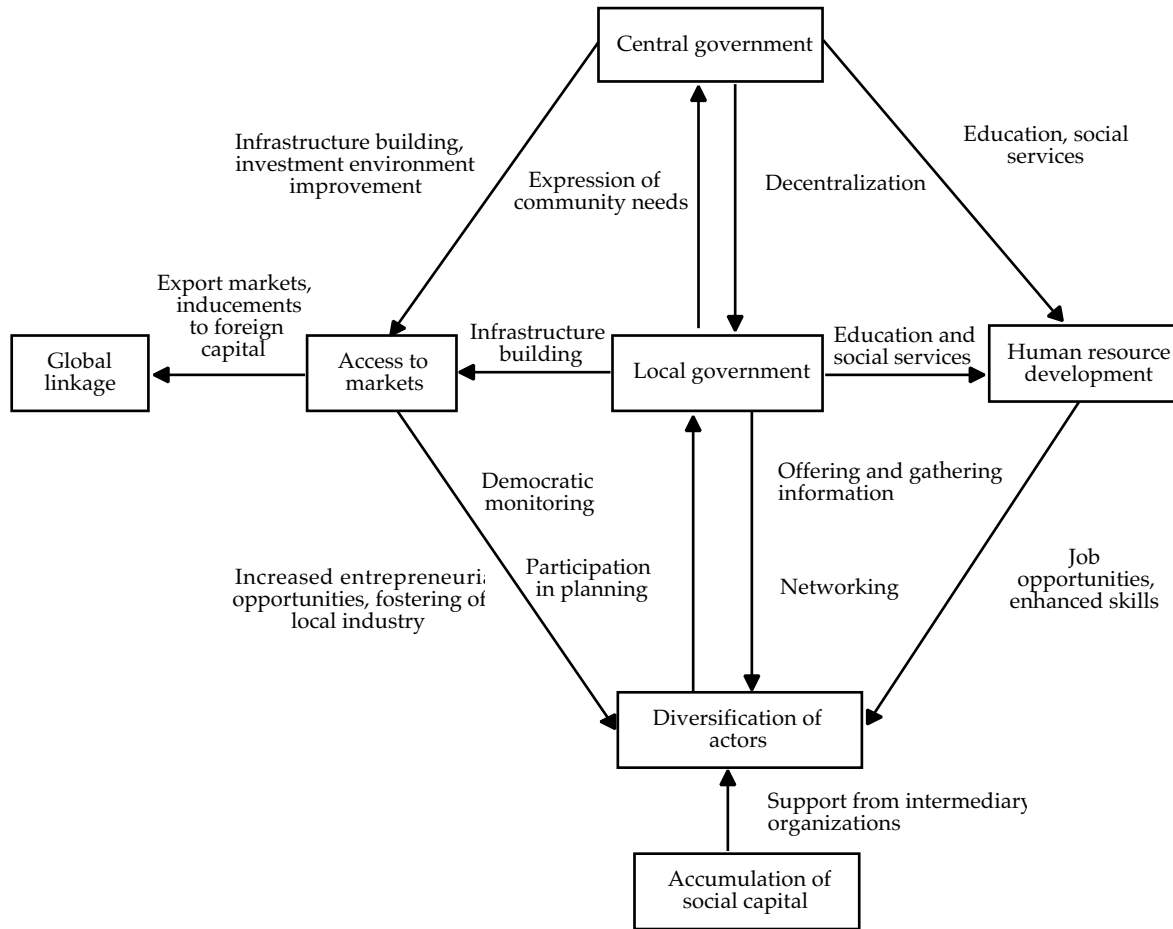 Central government
Infrastructure building,
investment environment
improvement
Education, social
services
Expression of
community needs
Decentralization
Export markets,
inducements
to foreign
capital
Global
linkage
Access to
markets
Infrastructure
building
Local government
Education and
social services
Human resource
development
Democratic
monitoring
Offering and gathering
information
Increased entrepreneuri
opportunities, fostering of
local industry
Participation
in planning
Networking
Job
opportunities,
enhanced skills
Diversification of
actors
Support from intermediary
organizations
Accumulation of
social capital